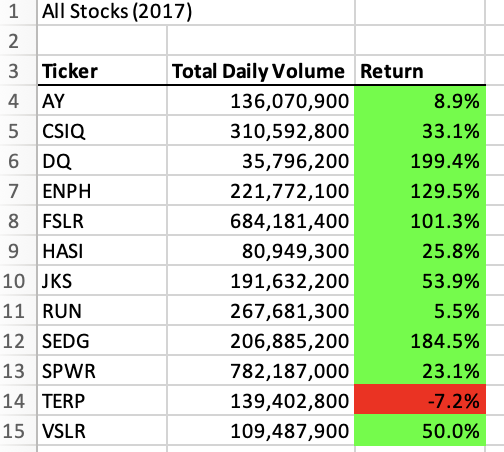 1 All Stocks (2017)
2
3 Ticker Total Daily Volume Return
4 AY 136,070,900 8.9%
5 CSIQ 310,592,800 33.1%
6 DQ 35,796,200 199.4%
7 ENPH 221,772,100 129.5%
8 FSLR 684,181,400 101.3%
9 HASI 80,949,300 25.8%
10 JKS 191,632,200 53.9%
11 RUN 267,681,300 5.5%
12 SEDG 206,885,200 184.5%
13 SPWR 782,187,000 23.1%
14 TERP 139,402,800 -7.2%
15 VSLR 109,487,900 50.0%